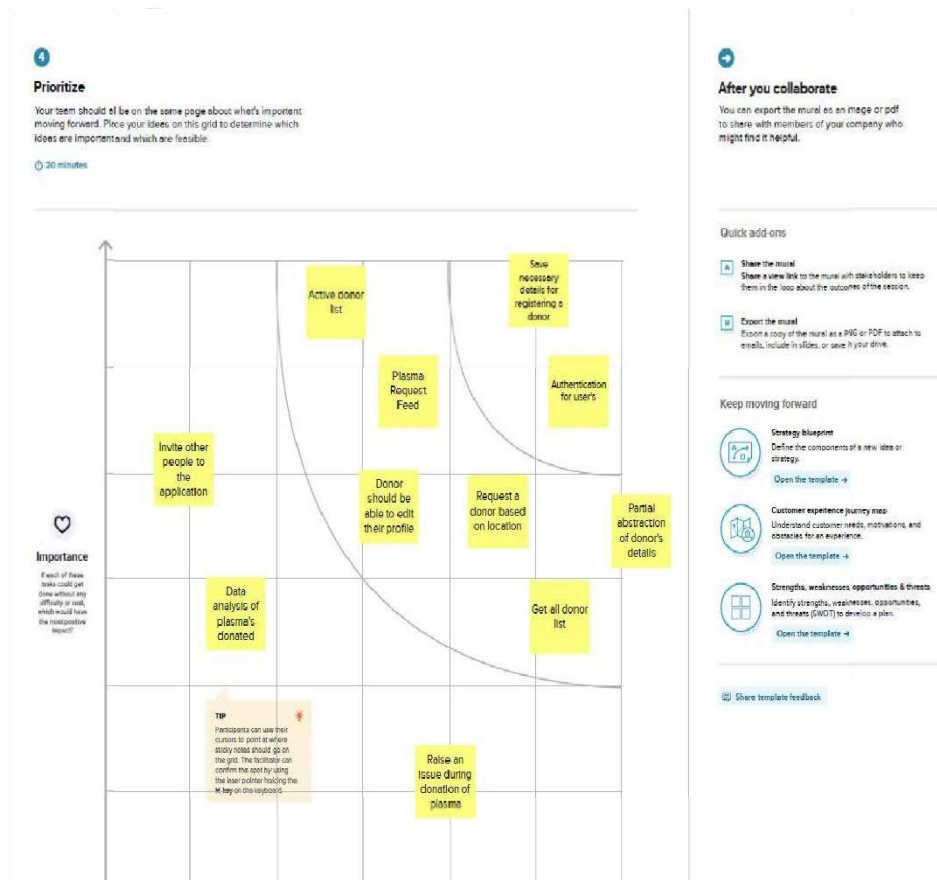 4
Prioritize
Your team should al be on the same page about what's important
moving forward. Place your ideas on this grid to determine which
ideas are important and which are feasible.
20 minutes
After you collaborate
You can export the mural as an image or pdf
to share with members of your company who
might find it helpful.
Quick add-ons
A
Share the mural
Share a view link to the mural with stakeholders to keep
them in the loop about the outcomes of the session.
B
Export the mural
Export a copy of the mural as a PNG or PDF to attach to
emails, include in slides, or save in your drive.
Keep moving forward
Strategy blueprint
Define the components of a new idea or
strategy.
Open the template →
Customer experience journey map
Understand customer needs, motivations, and
obstacles for an experience.
Open the template →
Strengths, weaknesses, opportunities & threats
Identify strengths, weaknesses, opportunities,
and threats (SWOT) to develop a plan.
Open the template →
Share template feedback
Save
necessary
details for
registering a
donor
Active donor
list
Plasma
Request
Feed
Authentication
for user's
Invite other
people to
the
application
Donor
should be
able to edit
their profile
Request a
donor based
on location
Partial
abstraction
of donor's
details
Importance
If each of these
tasks could get
done without any
difficulty or cost,
which would have
the most positive
impact?
Data
analysis of
plasma's
donated
Get all donor
list
TIP
Participants can use their
cursors to point at where
sticky notes should go on
the grid. The facilitator can
confirm the spot by using
the laser pointer holding the
H key on the keyboard.
Raise an
issue during
donation of
plasma